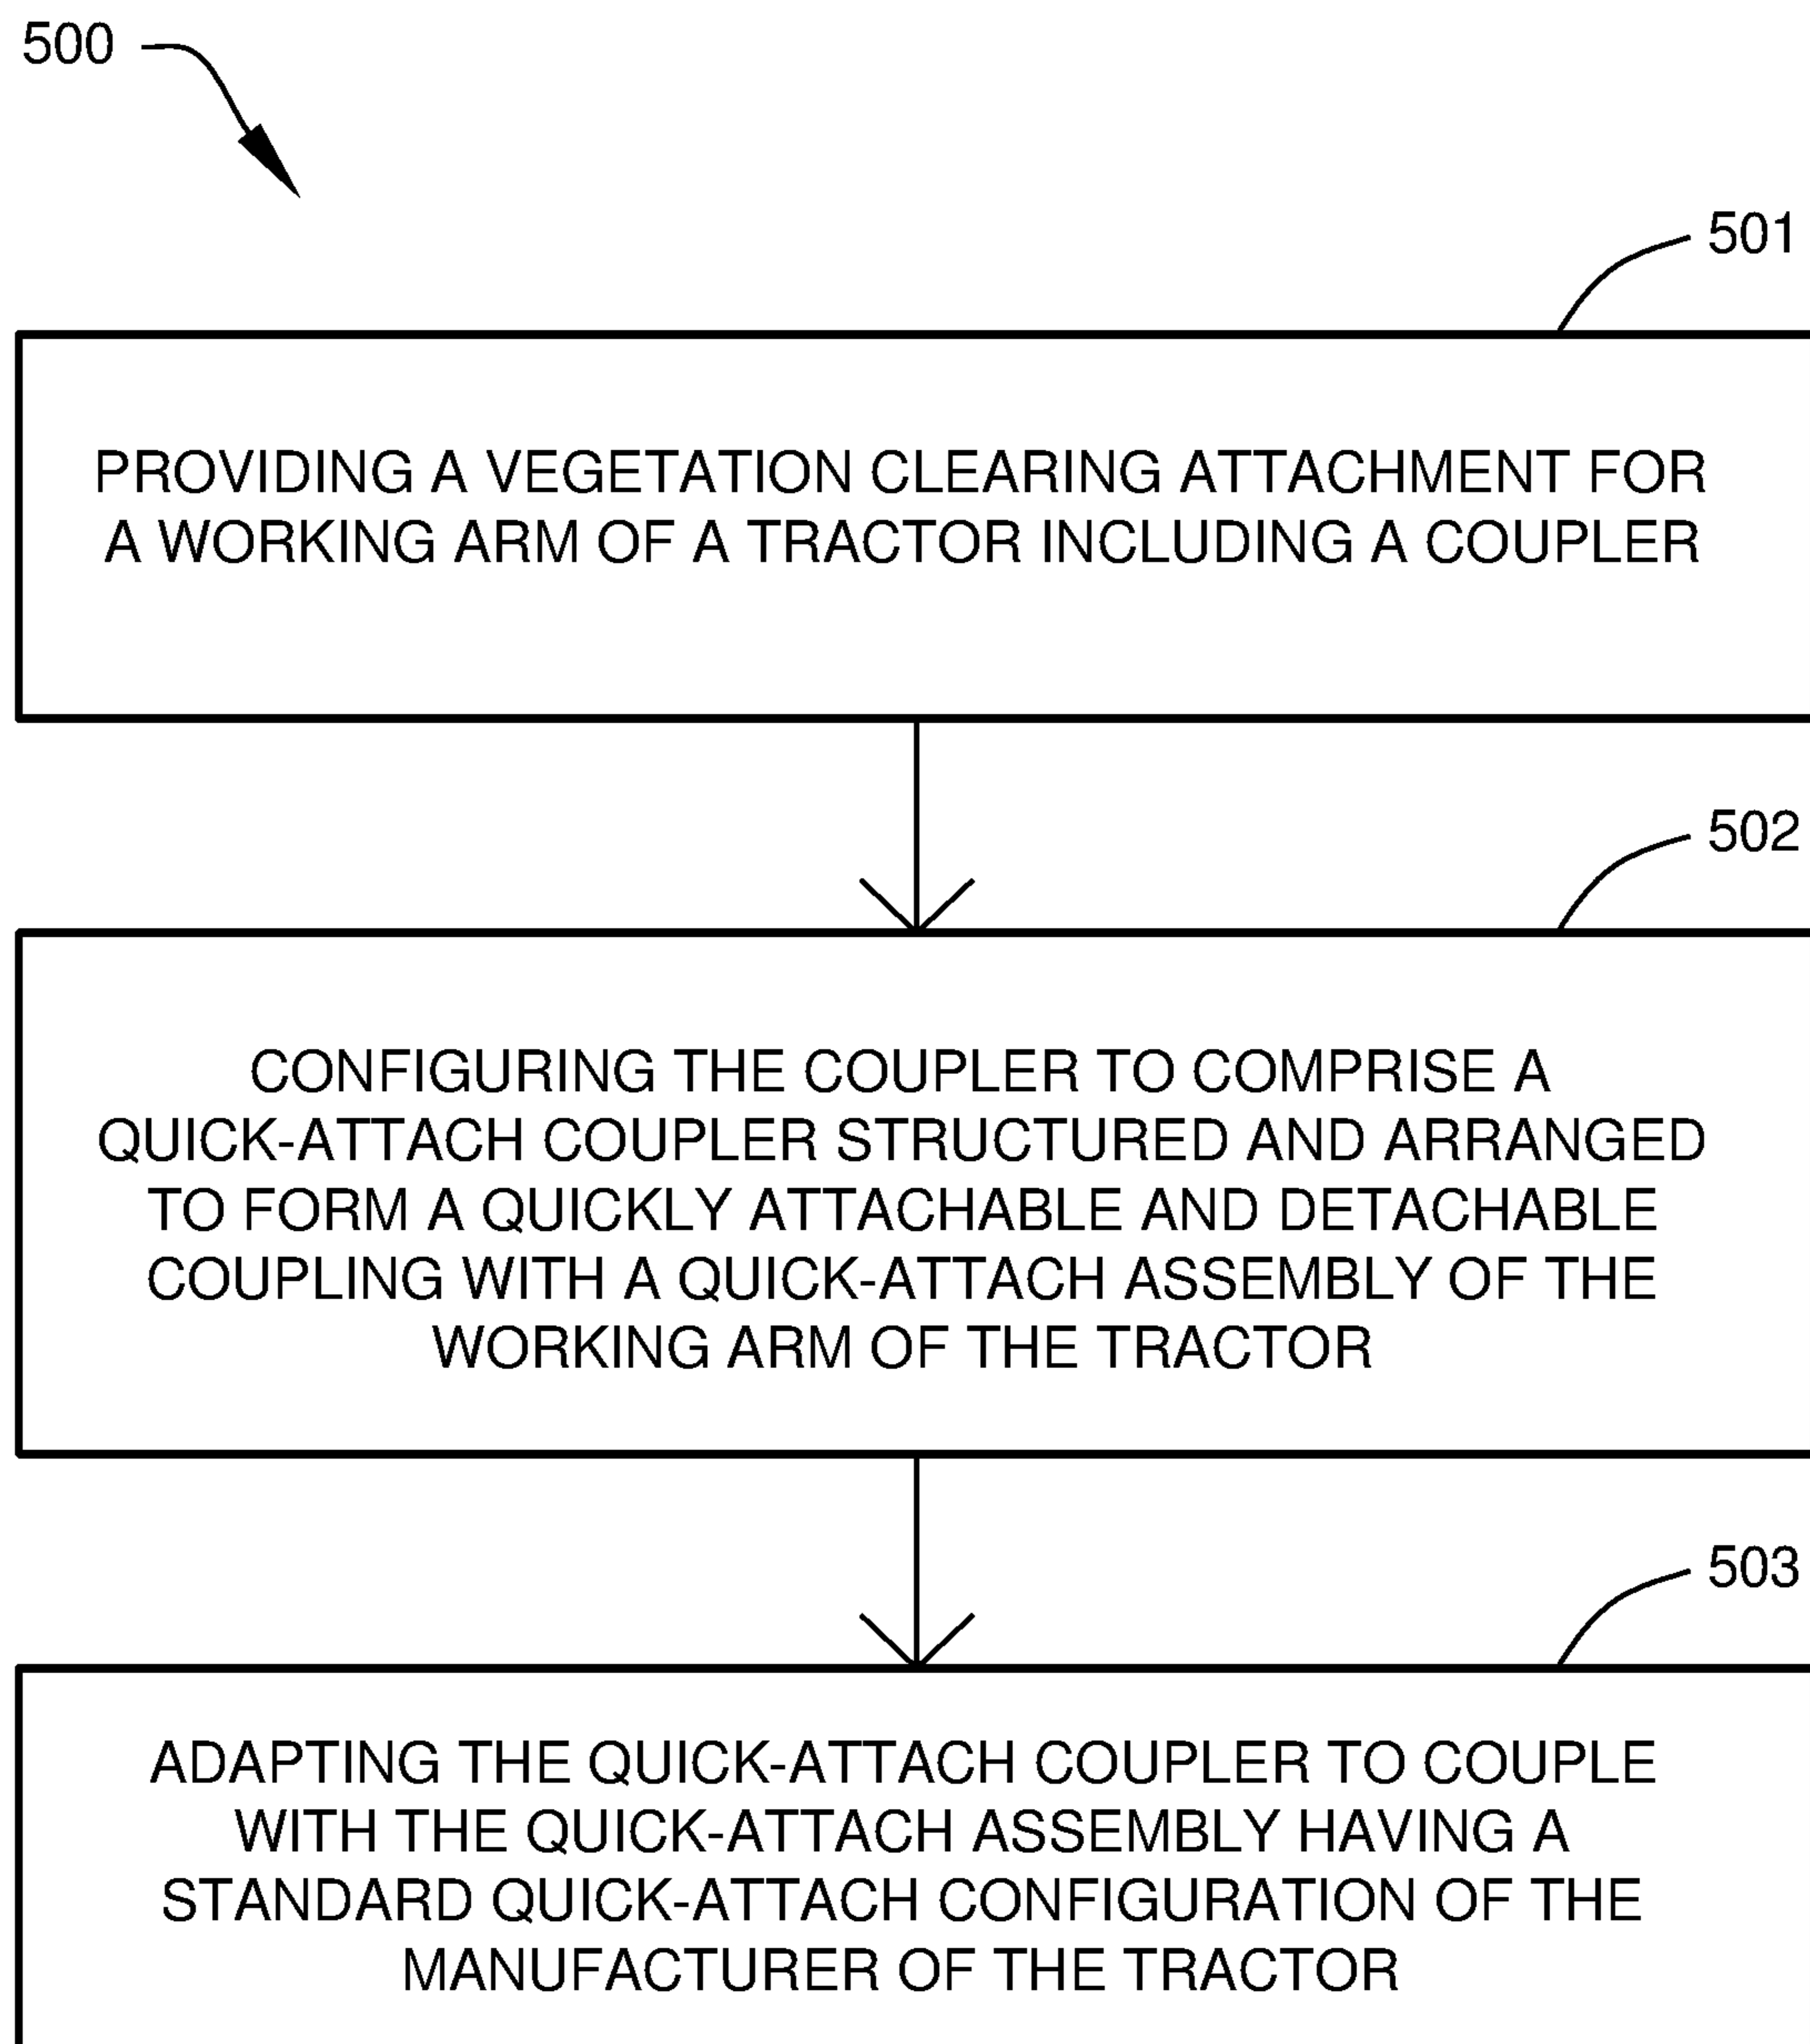 500
501
PROVIDING A VEGETATION CLEARING ATTACHMENT FOR
A WORKING ARM OF A TRACTOR INCLUDING A COUPLER
502
CONFIGURING THE COUPLER TO COMPRISE A
QUICK-ATTACH COUPLER STRUCTURED AND ARRANGED
TO FORM A QUICKLY ATTACHABLE AND DETACHABLE
COUPLING WITH A QUICK-ATTACH ASSEMBLY OF THE
WORKING ARM OF THE TRACTOR
503
ADAPTING THE QUICK-ATTACH COUPLER TO COUPLE
WITH THE QUICK-ATTACH ASSEMBLY HAVING A
STANDARD QUICK-ATTACH CONFIGURATION OF THE
MANUFACTURER OF THE TRACTOR